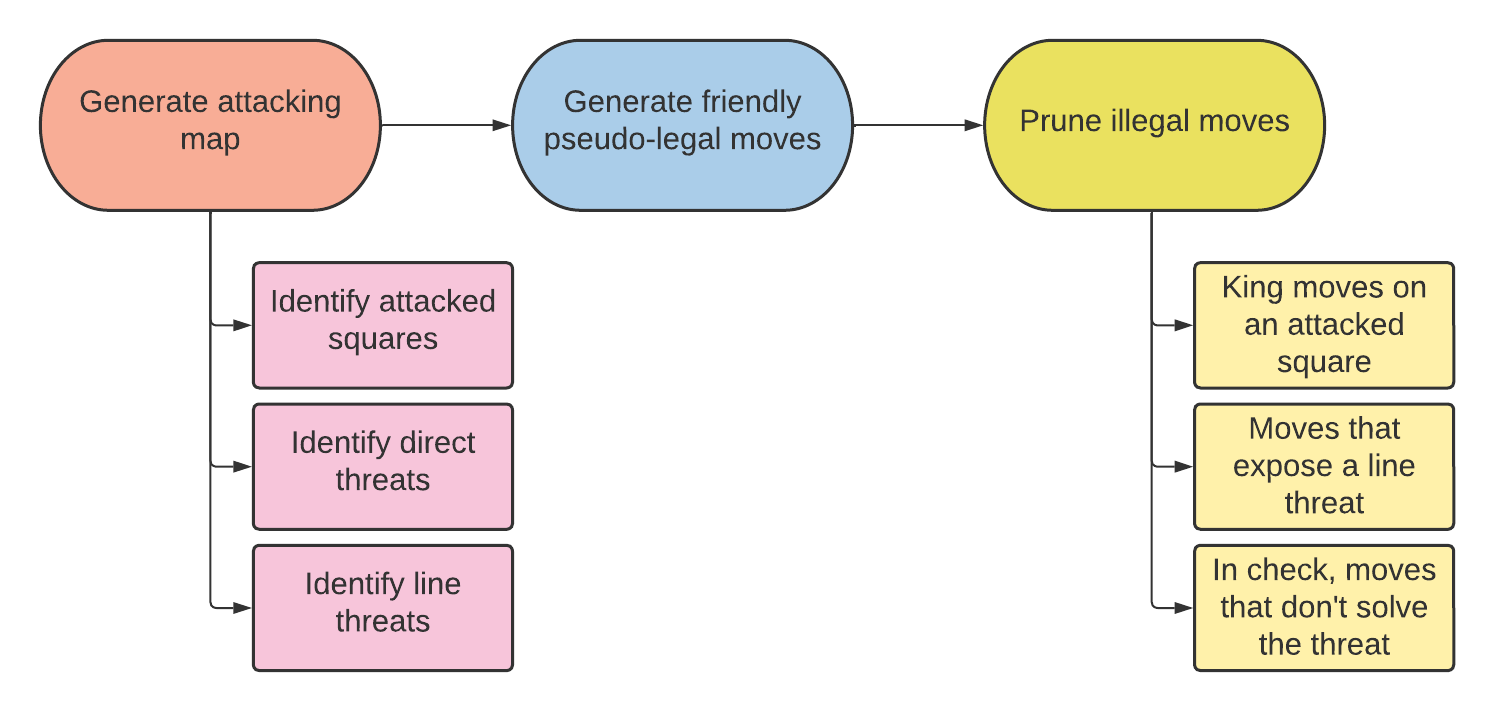 Generate attacking
map
Generate friendly
pseudo-legal moves
Prune illegal moves
Identify attacked
squares
Identify direct
threats
Identify line
threats
King moves on
an attacked
square
Moves that
expose a line
threat
In check, moves
that don't solve
the threat